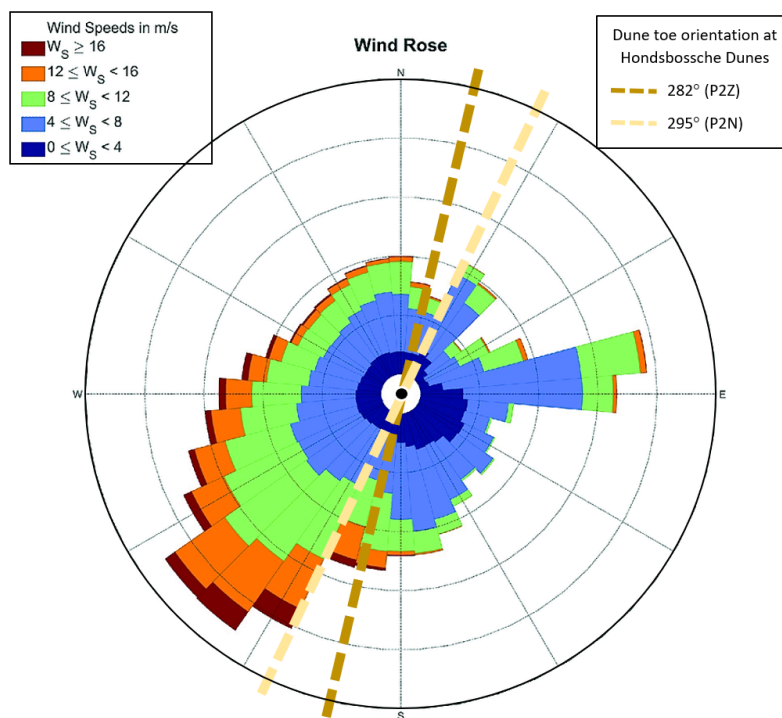 Wind Speeds in m/s
W_S ≥ 16
12 ≤ W_S < 16
8 ≤ W_S < 12
4 ≤ W_S < 8
0 ≤ W_S < 4
Wind Rose
Dune toe orientation at
Hondsbossche Dunes
282° (P2Z)
295° (P2N)
N
W
E
S